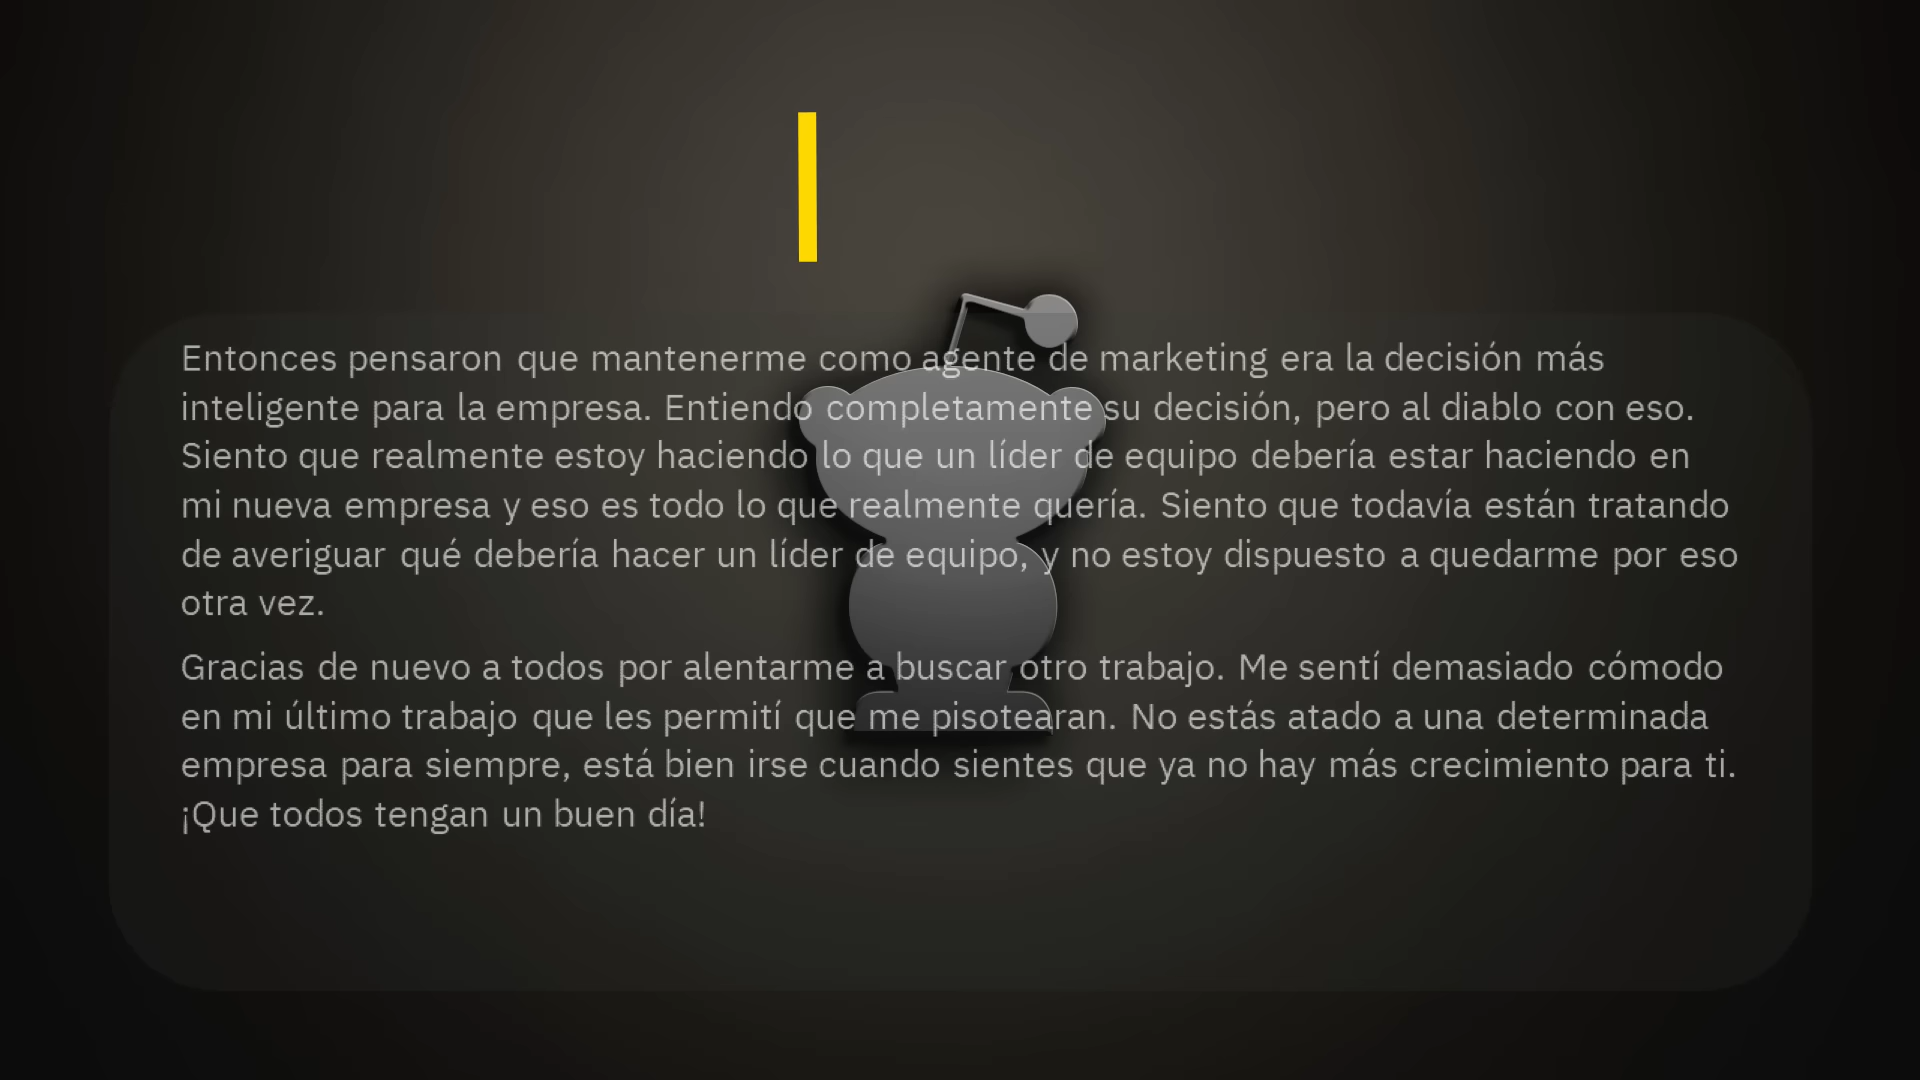 Entonces pensaron que mantenerme como agente de marketing era la decisión más
inteligente para la empresa. Entiendo completamente su decisión, pero al diablo con eso.
Siento que realmente estoy haciendo lo que un líder de equipo debería estar haciendo en
mi nueva empresa y eso es todo lo que realmente quería. Siento que todavía están tratando
de averiguar qué debería hacer un líder de equipo, y no estoy dispuesto a quedarme por eso
otra vez.
Gracias de nuevo a todos por alentarme a buscar otro trabajo. Me sentí demasiado cómodo
en mi último trabajo que les permití que me pisotearan. No estás atado a una determinada
empresa para siempre, está bien irse cuando sientes que ya no hay más crecimiento para ti.
¡Que todos tengan un buen día!